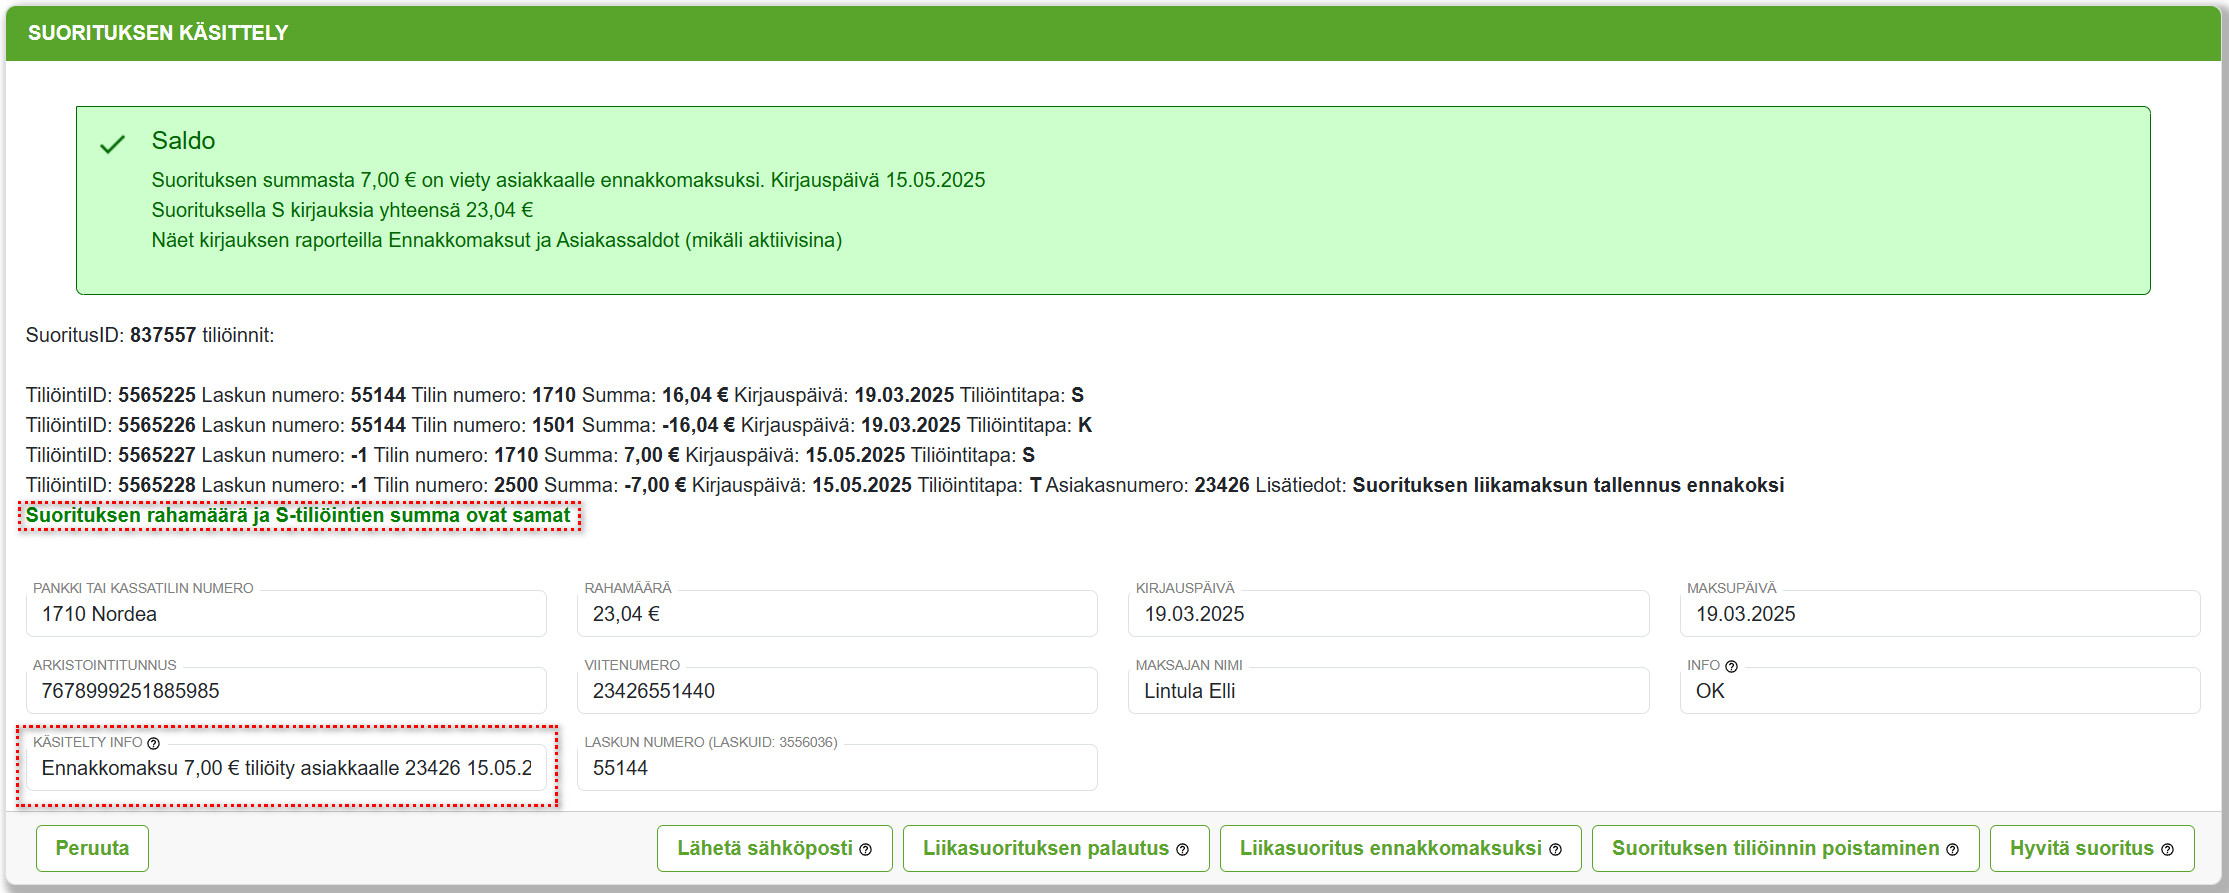 SUORITUKSEN KÄSITTELY
Saldo
Suorituksen summasta 7,00 € on viety asiakkaalle ennakkomaksuksi. Kirjauspäivä 15.05.2025
Suorituksella S kirjauksia yhteensä 23,04 €
Näet kirjauksen raporteilla Ennakkomaksut ja Asiakassaldot (mikäli aktiivisina)
SuoritusID: 837557 tiliöinnit:
TiliöintiID: 5565225 Laskun numero: 55144 Tilin numero: 1710 Summa: 16,04 € Kirjauspäivä: 19.03.2025 Tiliöintitapa: S
TiliöintiID: 5565226 Laskun numero: 55144 Tilin numero: 1501 Summa: -16,04 € Kirjauspäivä: 19.03.2025 Tiliöintitapa: K
TiliöintiID: 5565227 Laskun numero: -1 Tilin numero: 1710 Summa: 7,00 € Kirjauspäivä: 15.05.2025 Tiliöintitapa: S
TiliöintiID: 5565228 Laskun numero: -1 Tilin numero: 2500 Summa: -7,00 € Kirjauspäivä: 15.05.2025 Tiliöintitapa: T Asiakasnumero: 23426 Lisätiedot: Suorituksen liikamaksun tallennus ennakoksi
Suorituksen rahamäärä ja S-tiliöintien summa ovat samat
PANKKI TAI KASSATILIN NUMERO RAHAMÄÄRÄ KIRJAUSPÄIVÄ MAKSUPÄIVÄ
1710 Nordea 23,04 € 19.03.2025 19.03.2025
ARKISTOINTITUNNUS VIITENUMERO MAKSAJAN NIMI INFO
7678999251885985 23426551440 Lintula Elli OK
KÄSITELTY INFO LASKUN NUMERO (LASKUID: 3556036)
Ennakkomaksu 7,00 € tiliöity asiakkaalle 23426 15.05.2 55144
Peruuta Lähetä sähköposti Liikasuorituksen palautus Liikasuoritus ennakkomaksuksi Suorituksen tiliöinnin poistaminen Hyvitä suoritus